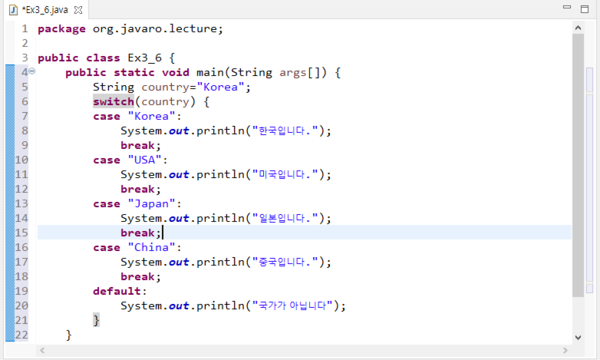 *Ex3_6.java
1 package org.javaro.lecture;
2
3 public class Ex3_6 {
4 public static void main(String args[]) {
5 String country="Korea";
6 switch(country) {
7 case "Korea":
8 System.out.println("한국입니다.");
9 break;
10 case "USA":
11 System.out.println("미국입니다.");
12 break;
13 case "Japan":
14 System.out.println("일본입니다.");
15 break;
16 case "China":
17 System.out.println("중국입니다.");
18 break;
19 default:
20 System.out.println("국가가 아닙니다");
21 }
22 }